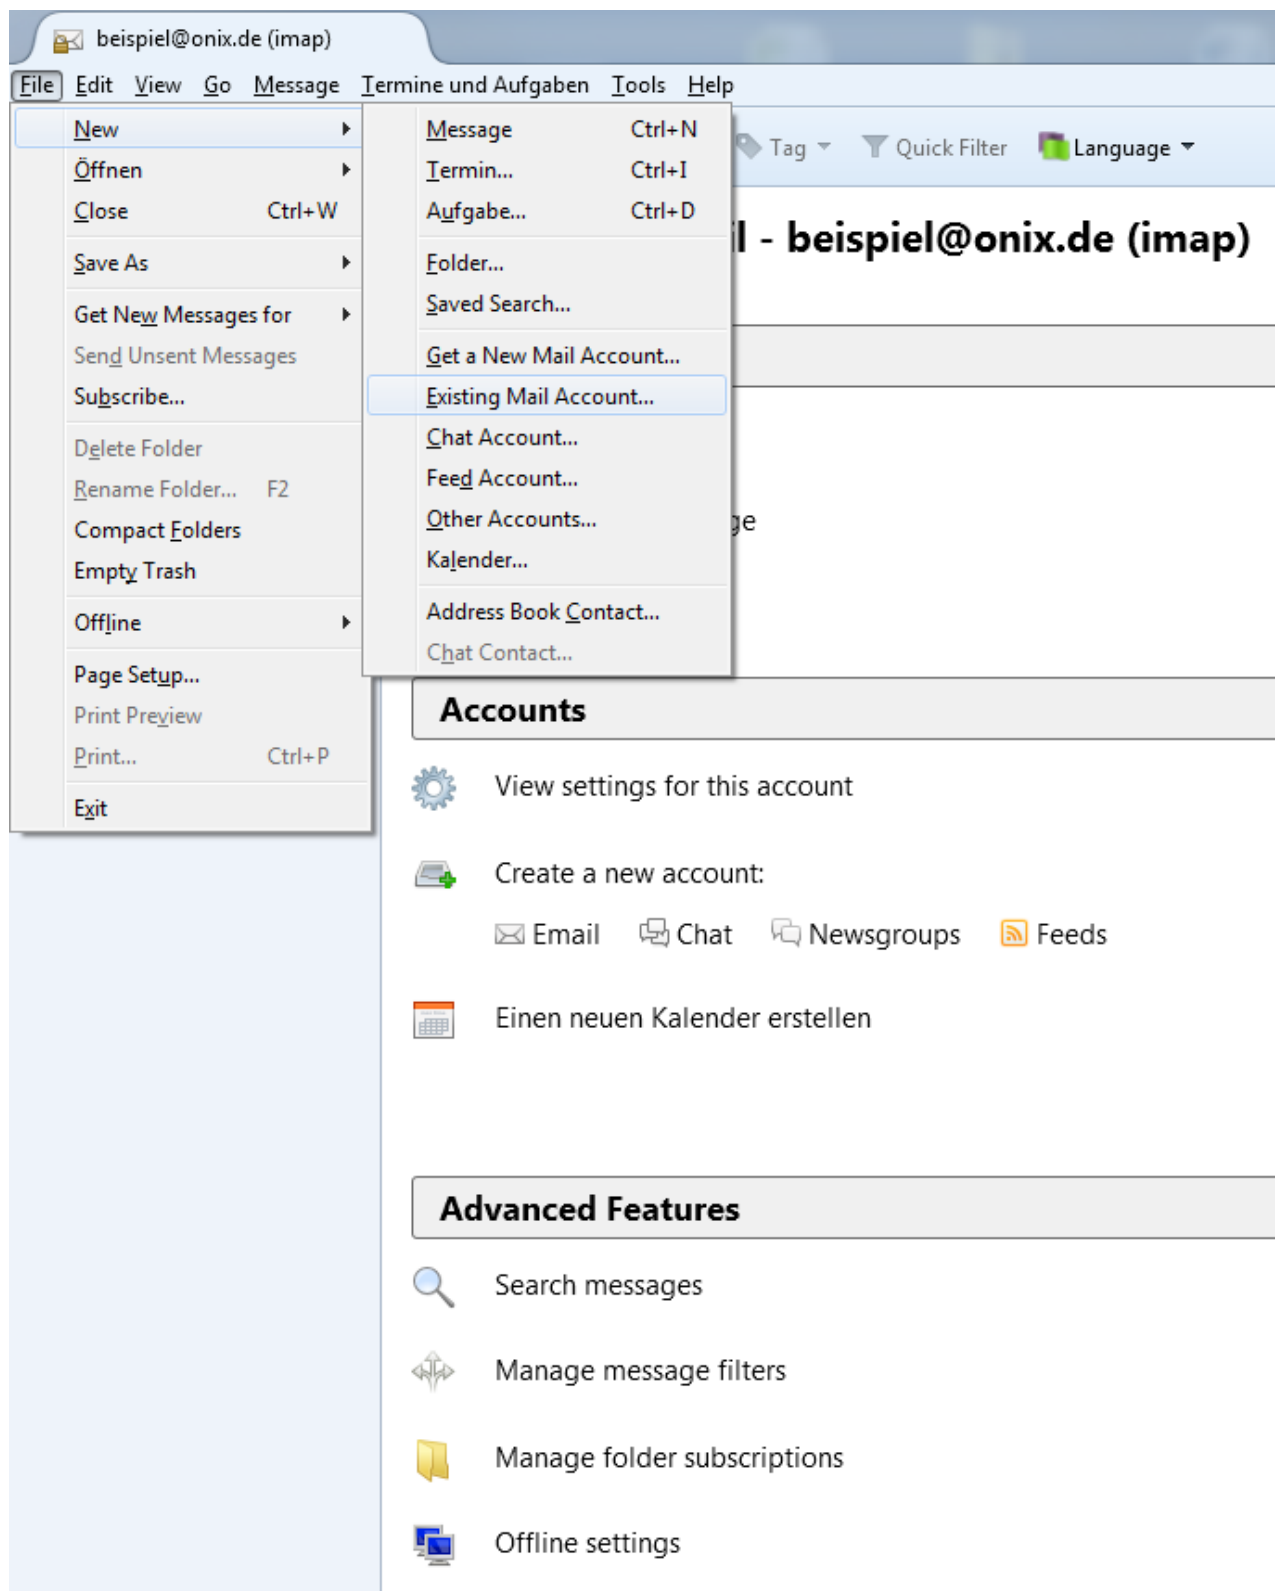 beispiel@onix.de (imap)
File Edit View Go Message Termine und Aufgaben Tools Help
New
Öffnen
Close Ctrl+W
Save As
Get New Messages for
Send Unsent Messages
Subscribe...
Delete Folder
Rename Folder... F2
Compact Folders
Empty Trash
Offline
Page Setup...
Print Preview
Print... Ctrl+P
Exit
Message Ctrl+N
Termin... Ctrl+I
Aufgabe... Ctrl+D
Folder...
Saved Search...
Get a New Mail Account...
Existing Mail Account...
Chat Account...
Feed Account...
Other Accounts...
Kalender...
Address Book Contact...
Chat Contact...
Tag Quick Filter Language
l - beispiel@onix.de (imap)
ge
Accounts
View settings for this account
Create a new account:
Email Chat Newsgroups Feeds
Einen neuen Kalender erstellen
Advanced Features
Search messages
Manage message filters
Manage folder subscriptions
Offline settings